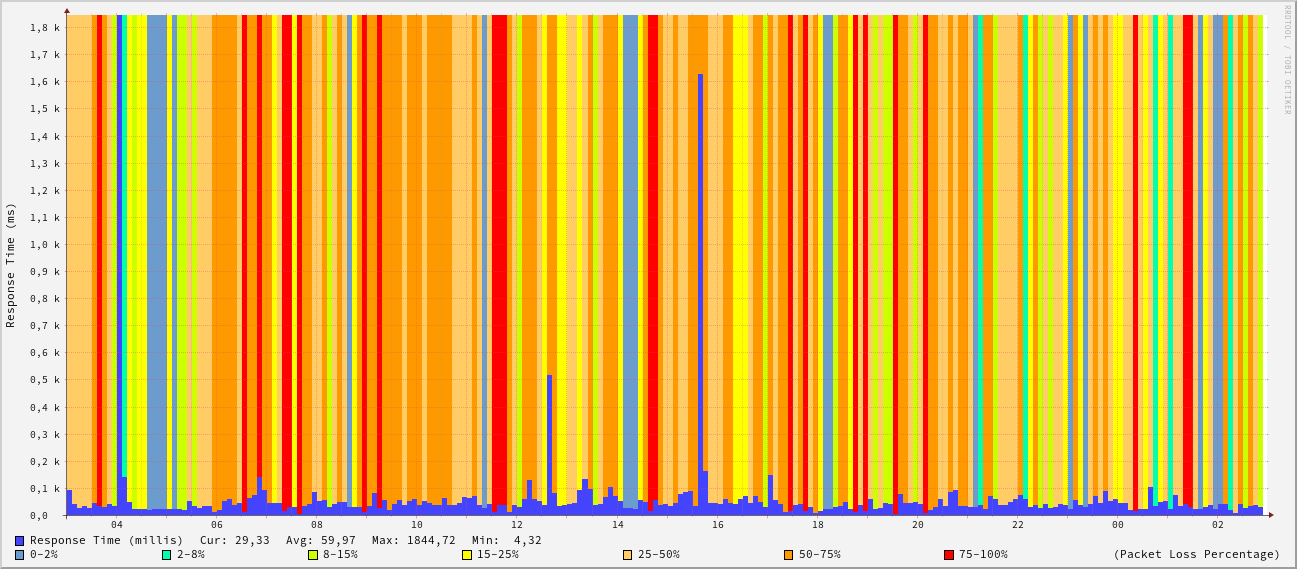 RRDTOOL / TOBI OETIKER
Response Time (ms)
1,8 k
1,7 k
1,6 k
1,5 k
1,4 k
1,3 k
1,2 k
1,1 k
1,0 k
0,9 k
0,8 k
0,7 k
0,6 k
0,5 k
0,4 k
0,3 k
0,2 k
0,1 k
0,0
04 06 08 10 12 14 16 18 20 22 00 02
Response Time (millis) Cur: 29,33 Avg: 59,97 Max: 1844,72 Min: 4,32
0-2% 2-8% 8-15% 15-25% 25-50% 50-75% 75-100% (Packet Loss Percentage)